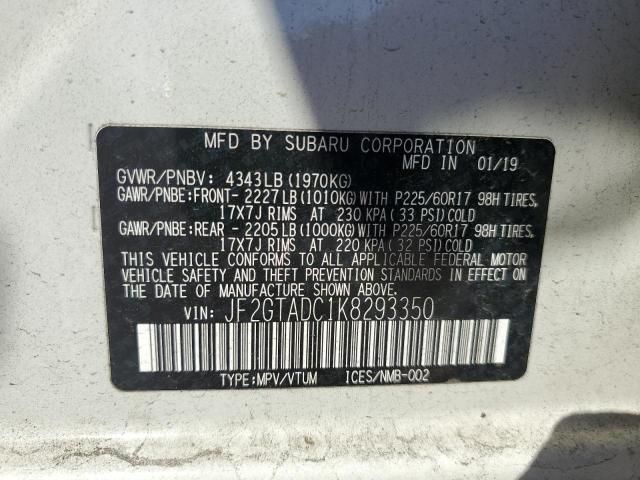 MFD BY SUBARU CORPORATION
MFD IN 01/19
GVWR/PNBV: 4343LB(1970KG)
GAWR/PNBE:FRONT- 2227LB(1010KG)WITH P225/60R17 98H TIRES,
17X7J RIMS AT 230 KPA (33 PSI)COLD
GAWR/PNBE:REAR - 2205LB(1000KG)WITH P225/60R17 98H TIRES,
17X7J RIMS AT 220 KPA (32 PSI)COLD
THIS VEHICLE CONFORMS TO ALL APPLICABLE FEDERAL MOTOR
VEHICLE SAFETY AND THEFT PREVENTION STANDARDS IN EFFECT ON
THE DATE OF MANUFACTURE SHOWN ABOVE.
VIN: JF2GTADC1K8293350
TYPE:MPV/VTUM ICES/NMB-002